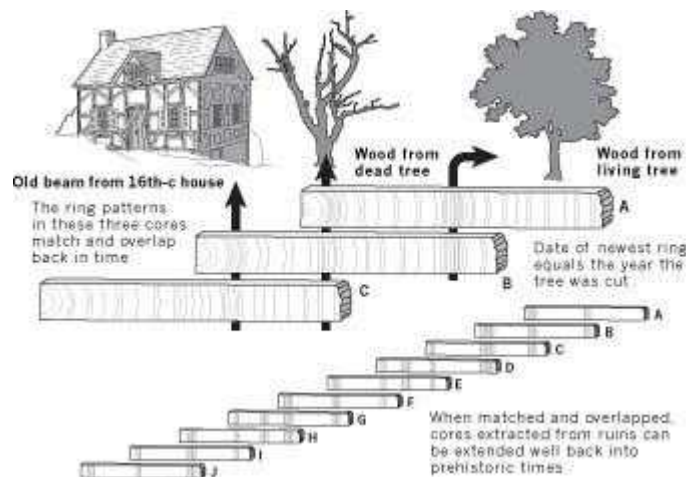 Wood from
dead tree
Wood from
living tree
Old beam from 16th-c house
The ring patterns
in these three cores
match and overlap
back in time
A
B
C
Date of newest ring
equals the year the
tree was cut
A
B
C
D
E
F
G
H
I
J
When matched and overlapped,
cores extracted from ruins can
be extended well back into
prehistoric times